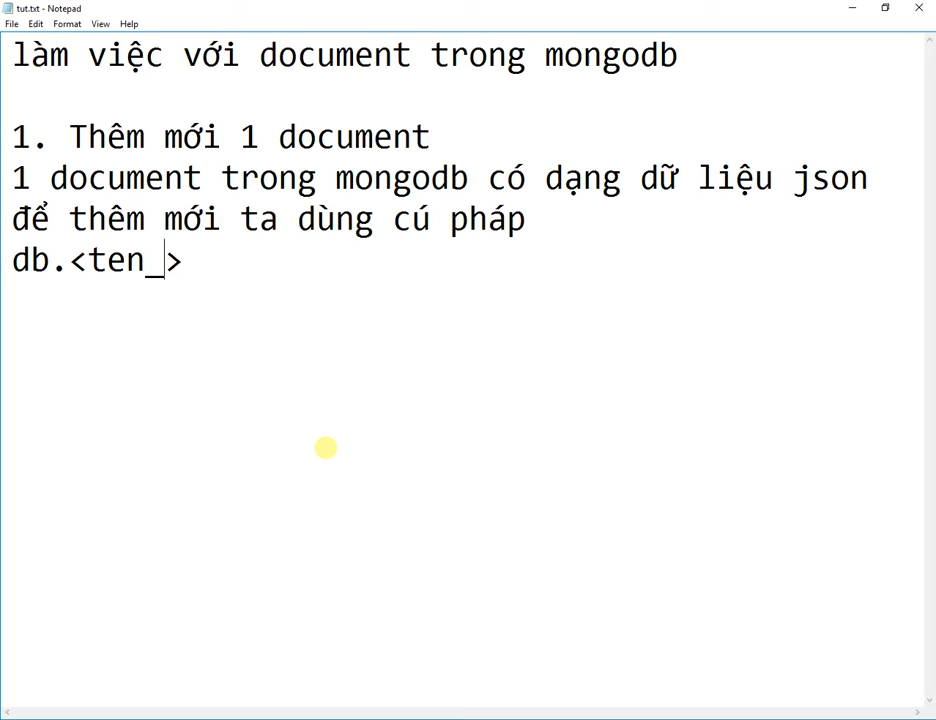 tut.txt - Notepad
File Edit Format View Help
làm việc với document trong mongodb
1. Thêm mới 1 document
1 document trong mongodb có dạng dữ liệu json
để thêm mới ta dùng cú pháp
db.<ten_>